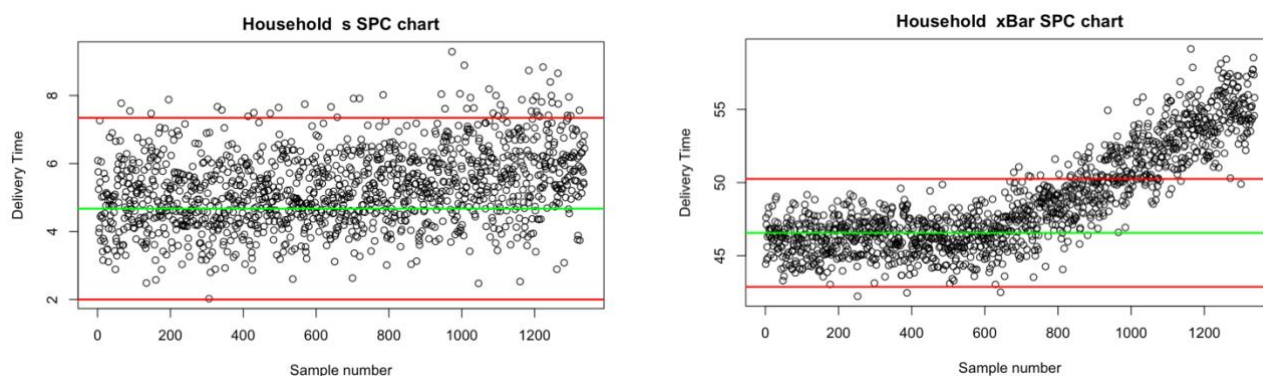 Household s SPC chart
Delivery Time
8
6
4
2
0 200 400 600 800 1000 1200
Sample number
Household xBar SPC chart
Delivery Time
55
50
45
0 200 400 600 800 1000 1200
Sample number